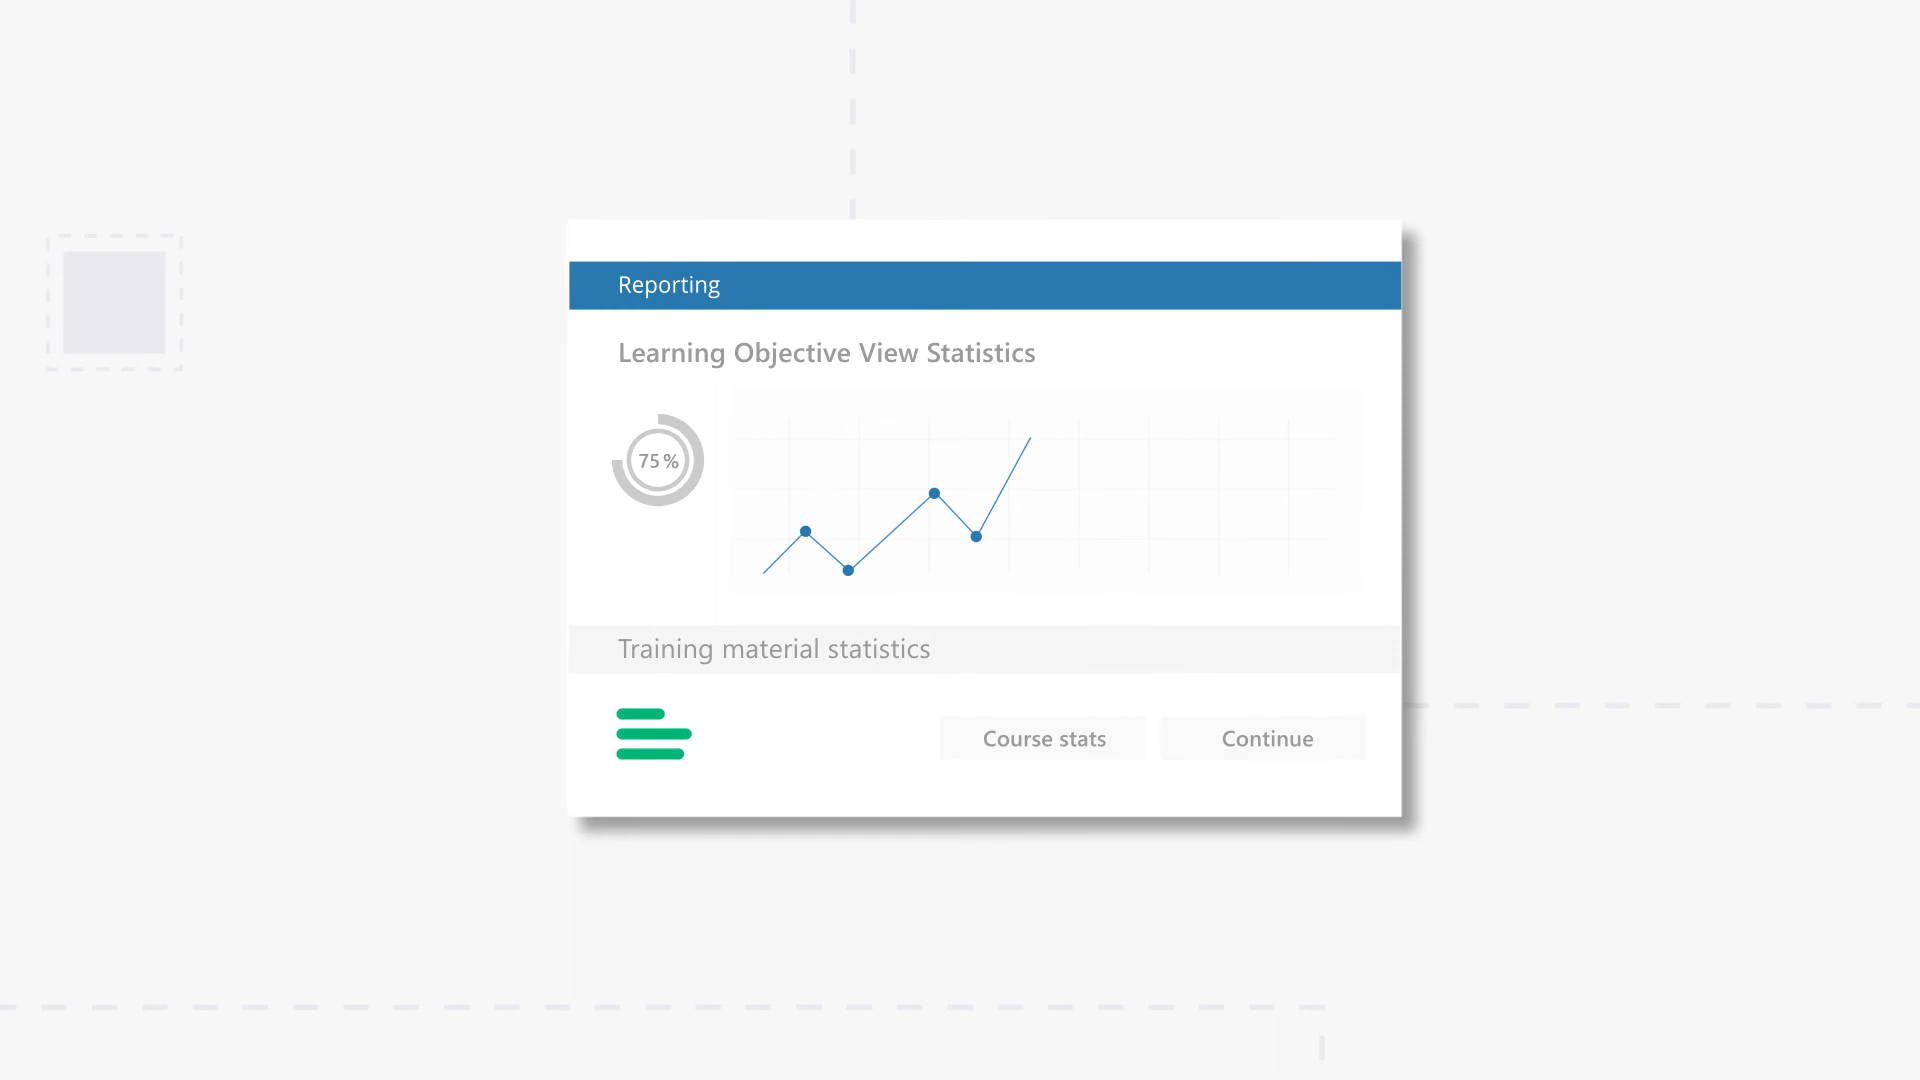 Reporting
Learning Objective View Statistics
75%
Training material statistics
Course stats
Continue